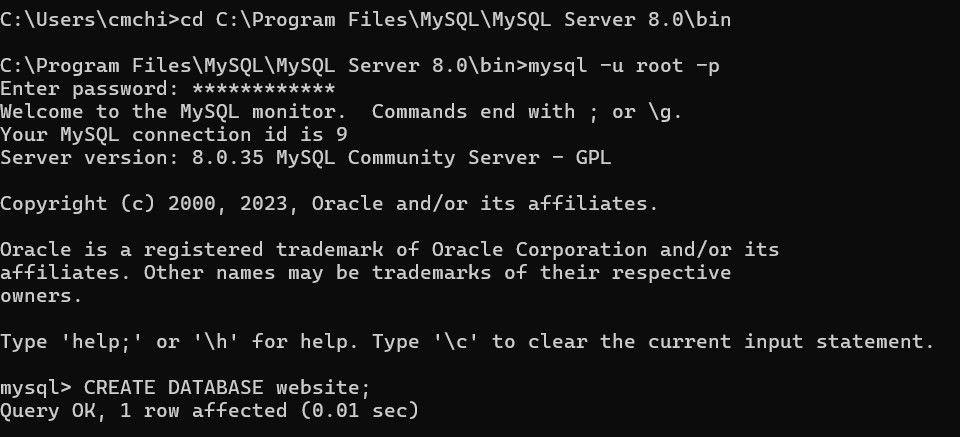 C:\Users\cmchi>cd C:\Program Files\MySQL\MySQL Server 8.0\bin
C:\Program Files\MySQL\MySQL Server 8.0\bin>mysql -u root -p
Enter password: ************
Welcome to the MySQL monitor.  Commands end with ; or \g.
Your MySQL connection id is 9
Server version: 8.0.35 MySQL Community Server - GPL
Copyright (c) 2000, 2023, Oracle and/or its affiliates.
Oracle is a registered trademark of Oracle Corporation and/or its
affiliates. Other names may be trademarks of their respective
owners.
Type 'help;' or '\h' for help. Type '\c' to clear the current input statement.
mysql> CREATE DATABASE website;
Query OK, 1 row affected (0.01 sec)